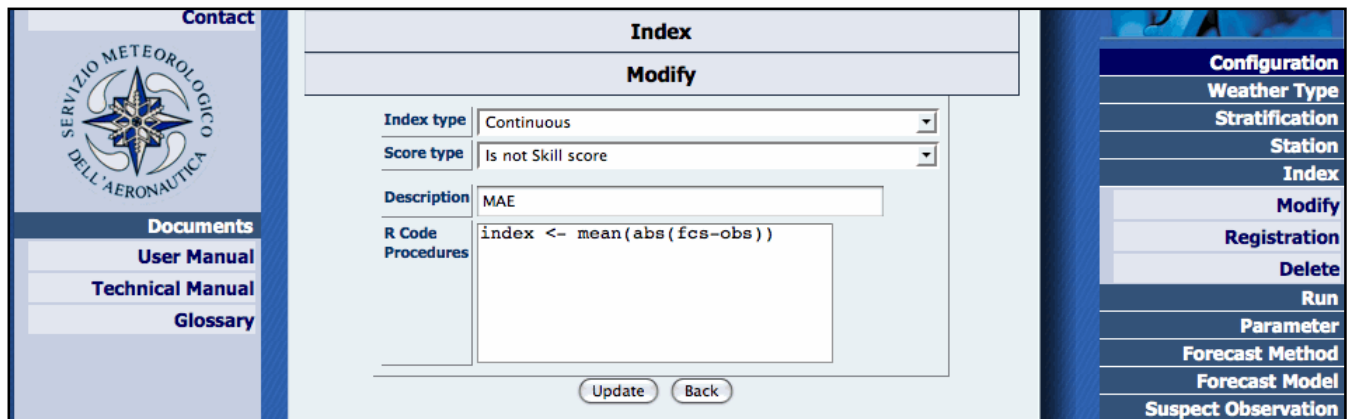 Contact
SERVIZIO METEOROLOGICO
DELL'AERONAUTICA
Documents
User Manual
Technical Manual
Glossary
Index
Modify
Index type Continuous
Score type Is not Skill score
Description MAE
R Code
Procedures
index <- mean(abs(fcs-obs))
Update Back
Configuration
Weather Type
Stratification
Station
Index
Modify
Registration
Delete
Run
Parameter
Forecast Method
Forecast Model
Suspect Observation